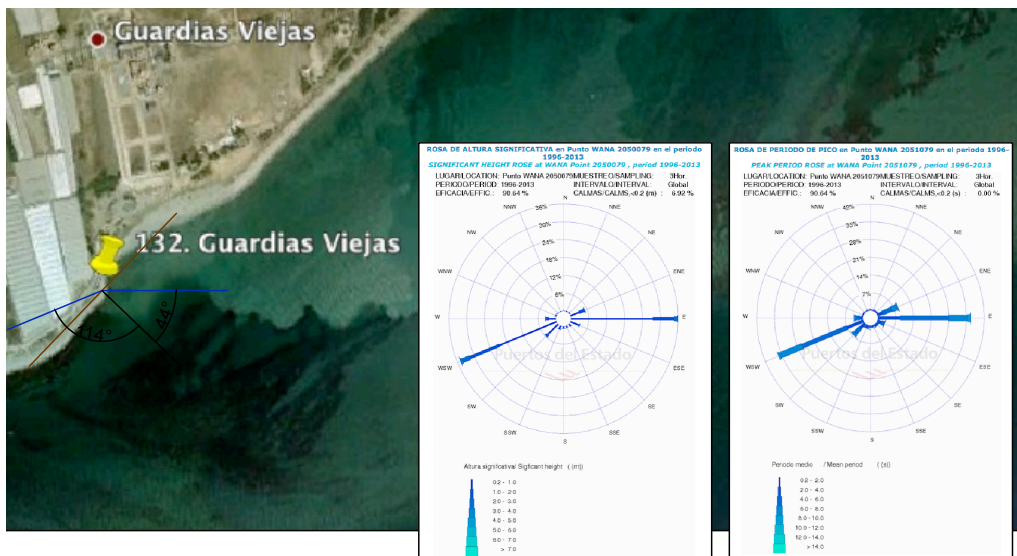 Guardias Viejas
132. Guardias Viejas
114°
44°
ROSA DE ALTURA SIGNIFICATIVA en Punto WANA 2050079 en el periodo
1996-2013
SIGNIFICANT HEIGHT ROSE at WANA Point 2050079 , period 1996-2013
LUGAR/LOCATION: Punto WANA 2050079 MUESTREO/SAMPLING: 3Hor.
PERIODO/PERIOD: 1996-2013 INTERVALO/INTERVAL: Global
EFICACIA/EFFIC.: 90.64 % CALMAS/CALMS,<0.2 (m) : 6.92 %
N
36%
30%
NW
NE
24%
18%
WNW
ENE
12%
6%
W
E
Puertos del Estado
WSW
ESE
SW
SE
SSW
SSE
S
Altura significativa/ Sigficant height ( (m))
0.2 - 1.0
1.0 - 2.0
2.0 - 3.0
3.0 - 4.0
4.0 - 5.0
5.0 - 6.0
6.0 - 7.0
> 7.0
ROSA DE PERIODO DE PICO en Punto WANA 2051079 en el periodo 1996-
2013
PEAK PERIOD ROSE at WANA Point 2051079 , period 1996-2013
LUGAR/LOCATION: Punto WANA 2051079 MUESTREO/SAMPLING: 3Hor.
PERIODO/PERIOD: 1996-2013 INTERVALO/INTERVAL: Global
EFICACIA/EFFIC.: 90.64 % CALMAS/CALMS,<0.2 (s) : 0.00 %
N
42%
35%
NW
NE
28%
21%
WNW
ENE
14%
7%
W
E
Puertos del Estado
WSW
ESE
SW
SE
SSW
SSE
S
Periodo medio / Mean period ( (s))
0.2 - 2.0
2.0 - 4.0
4.0 - 6.0
6.0 - 8.0
8.0 - 10.0
10.0 - 12.0
12.0 - 14.0
> 14.0